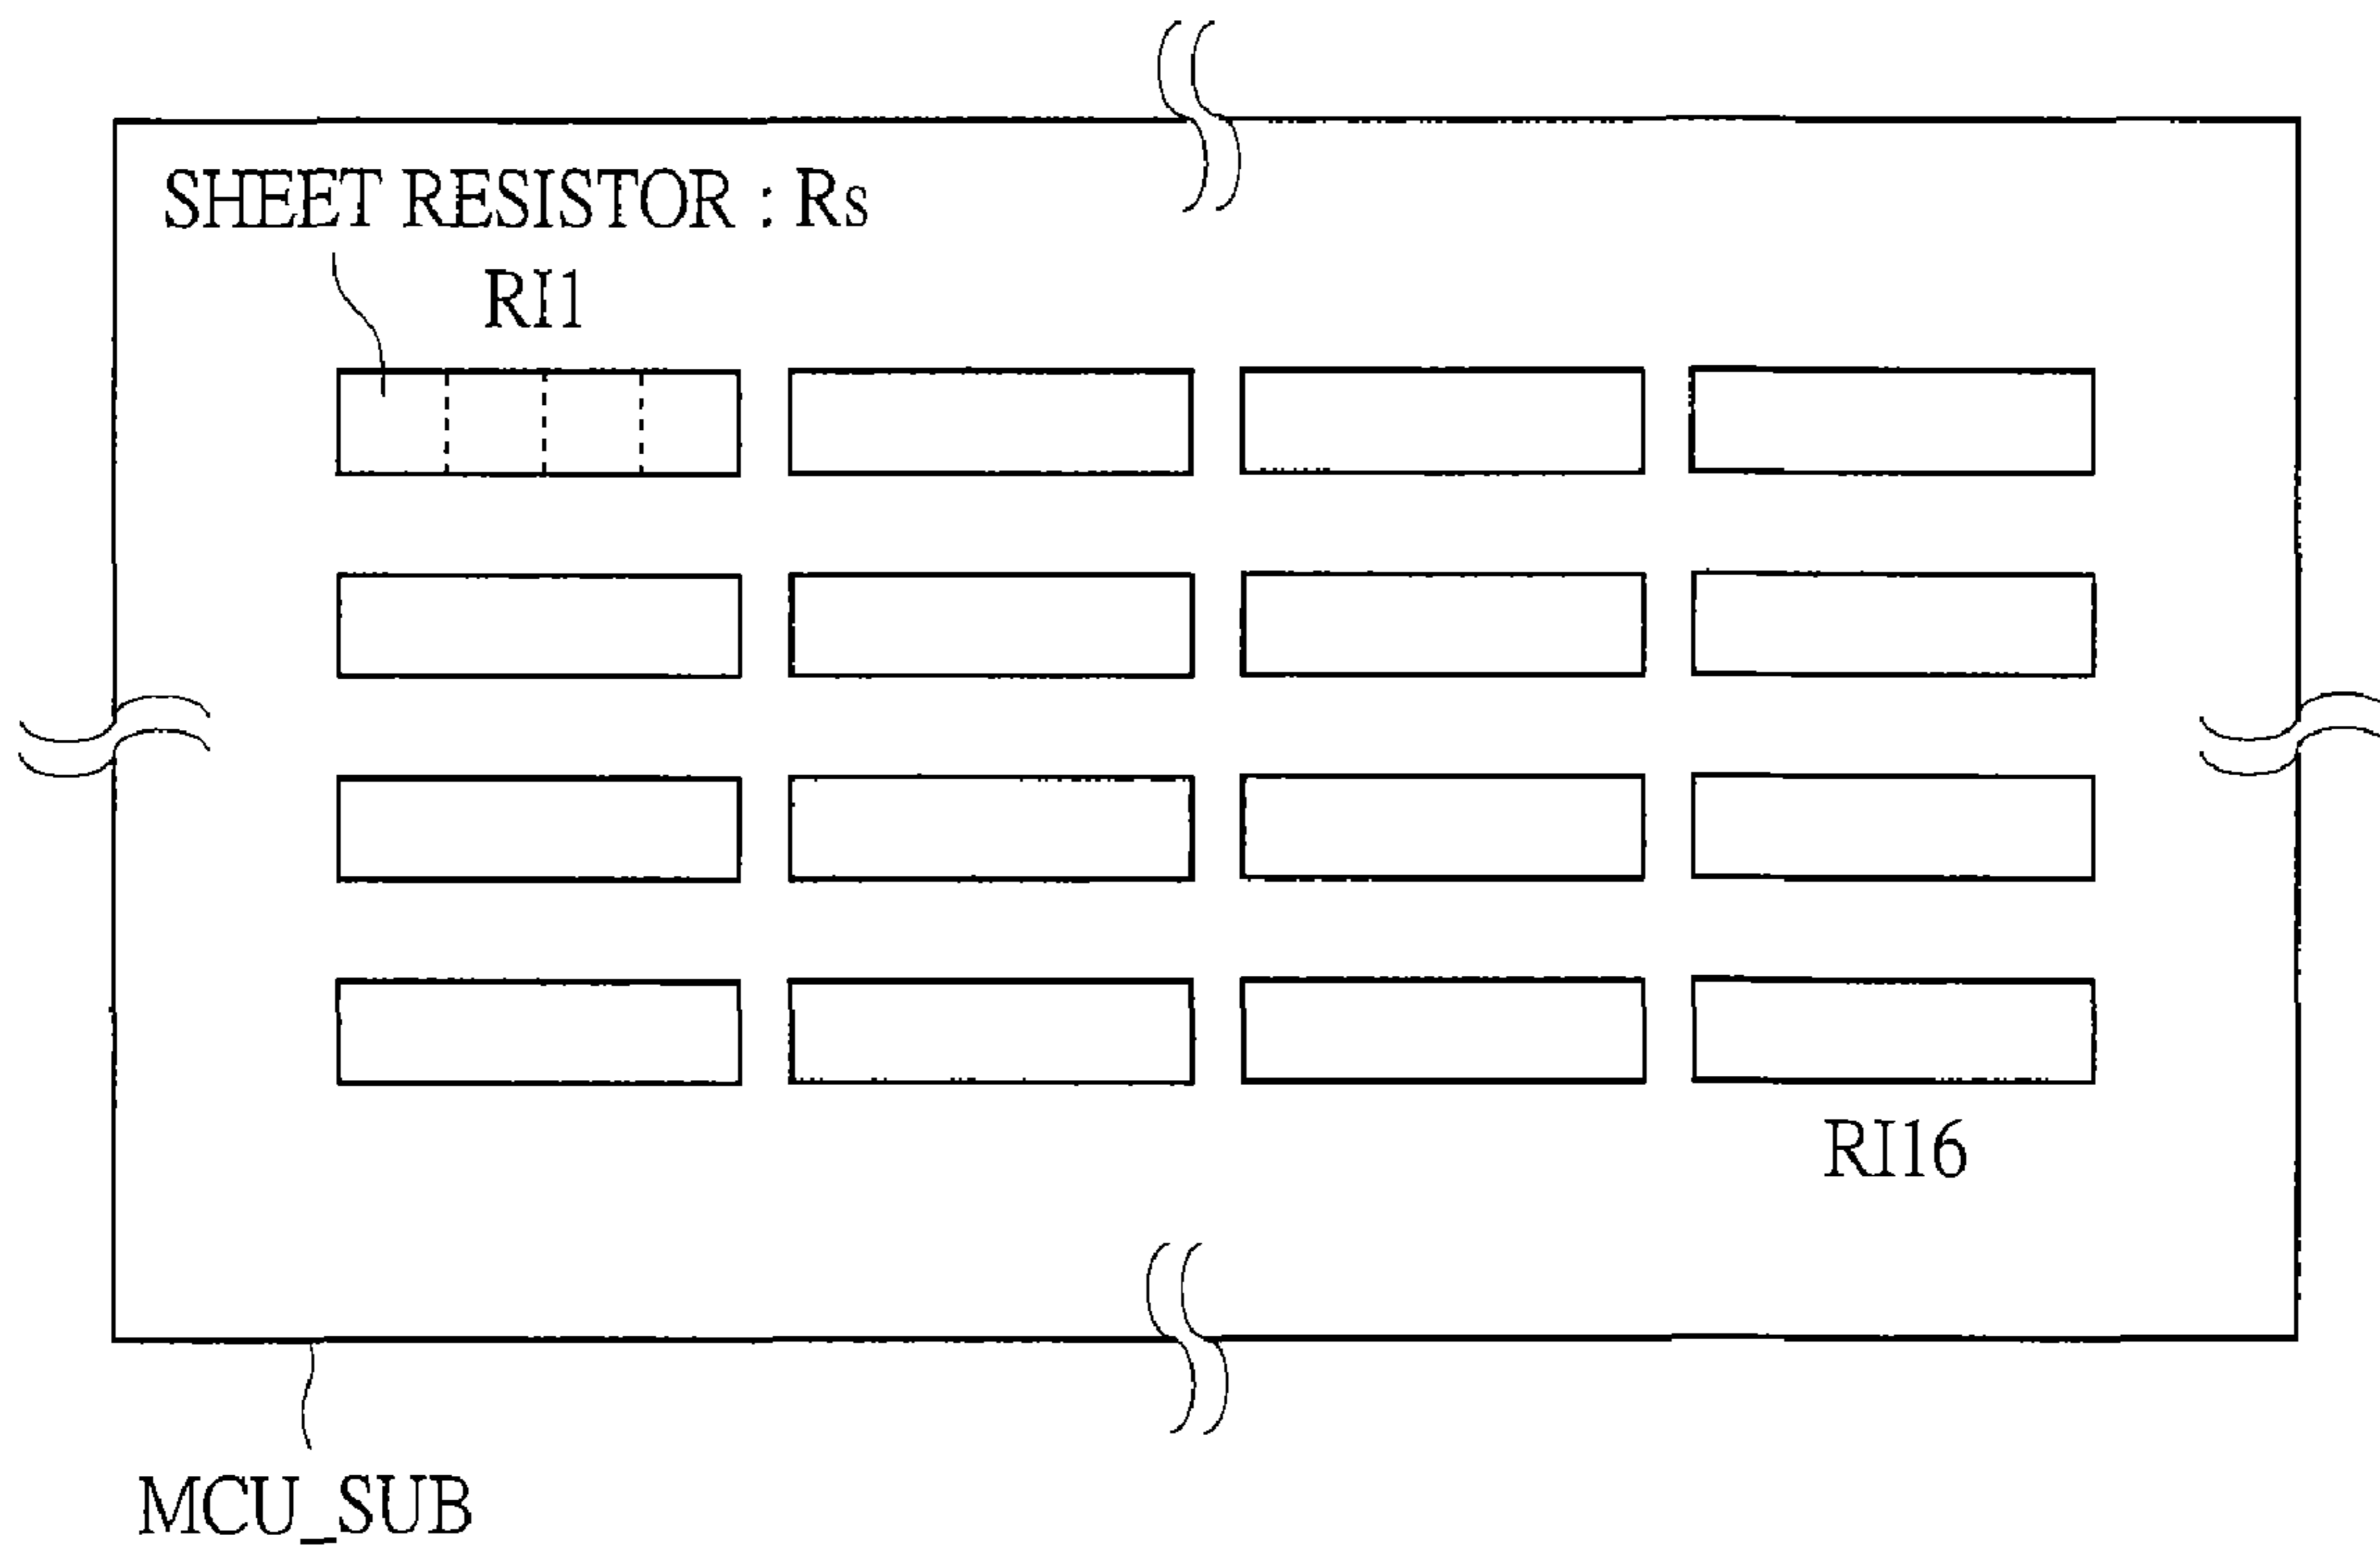 SHEET RESISTOR : Rs
RI1
RI16
MCU_SUB